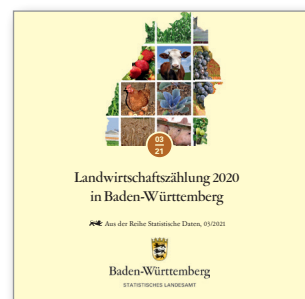 03
21
Landwirtschaftszählung 2020
in Baden-Württemberg
Aus der Reihe Statistische Daten, 03/2021
Baden-Württemberg
STATISTISCHES LANDESAMT